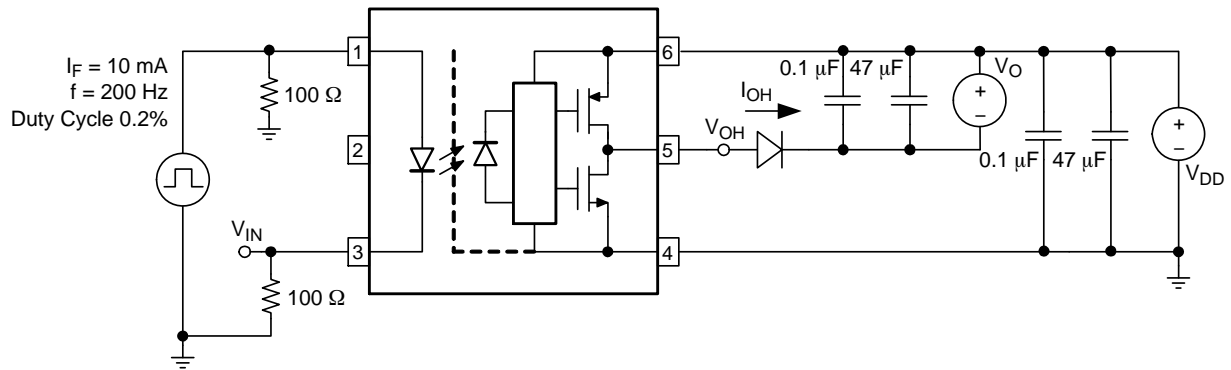 I_F = 10 mA
f = 200 Hz
Duty Cycle 0.2%
100 Ω
V_IN
100 Ω
1
2
3
6
5
4
V_OH
I_OH
0.1 μF
47 μF
V_O
+
−
0.1 μF
47 μF
+
−
V_DD